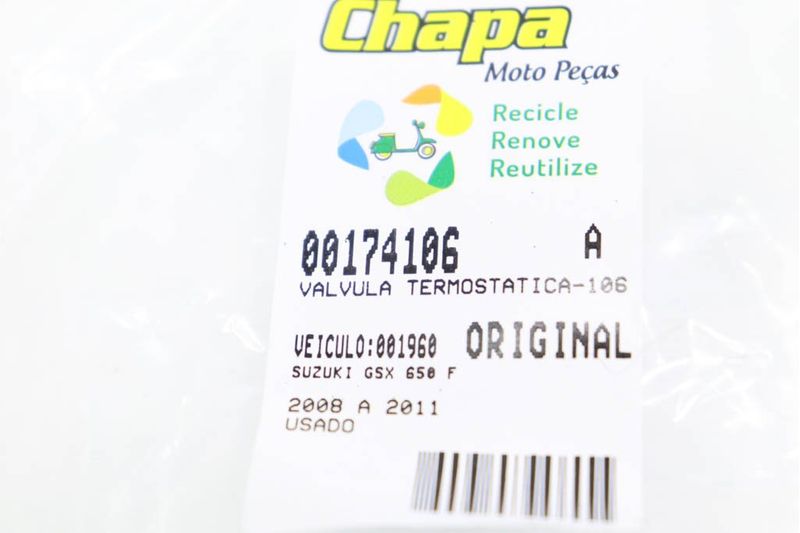 Chapa
Moto Peças
Recicle
Renove
Reutilize
00174106 A
VALVULA TERMOSTATICA-106
VEICULO:001960 ORIGINAL
SUZUKI GSX 650 F
2008 A 2011
USADO